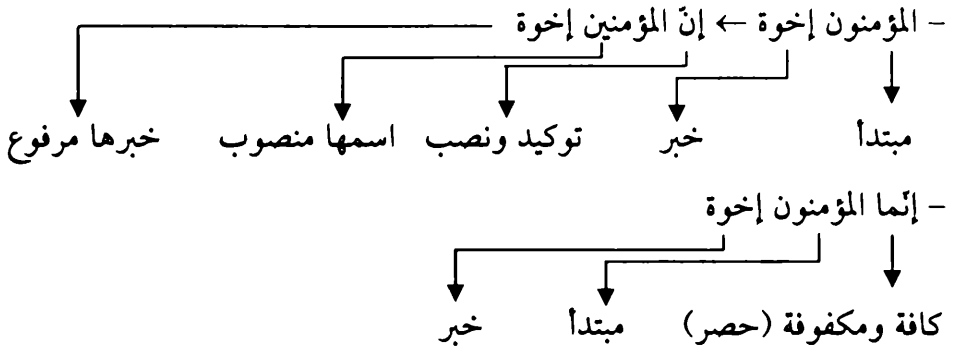 – المؤمنون إخوة ← إنّ المؤمنين إخوة
مبتدأ خبر توكيد ونصب اسمها منصوب خبرها مرفوع
– إنّما المؤمنون إخوة
كافة ومكفوفة (حصر) مبتدأ خبر